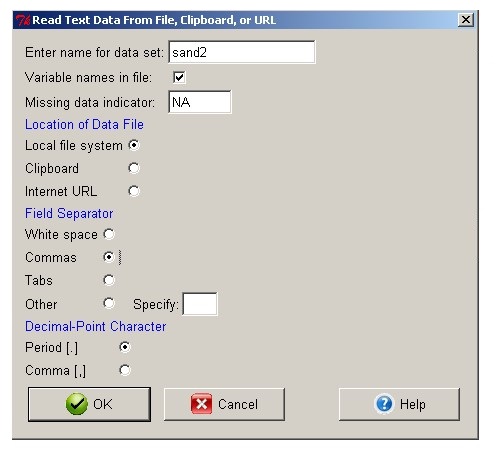 Read Text Data From File, Clipboard, or URL
Enter name for data set: sand2
Variable names in file:
Missing data indicator: NA
Location of Data File
Local file system
Clipboard
Internet URL
Field Separator
White space
Commas
Tabs
Other Specify:
Decimal-Point Character
Period [.]
Comma [,]
OK Cancel Help